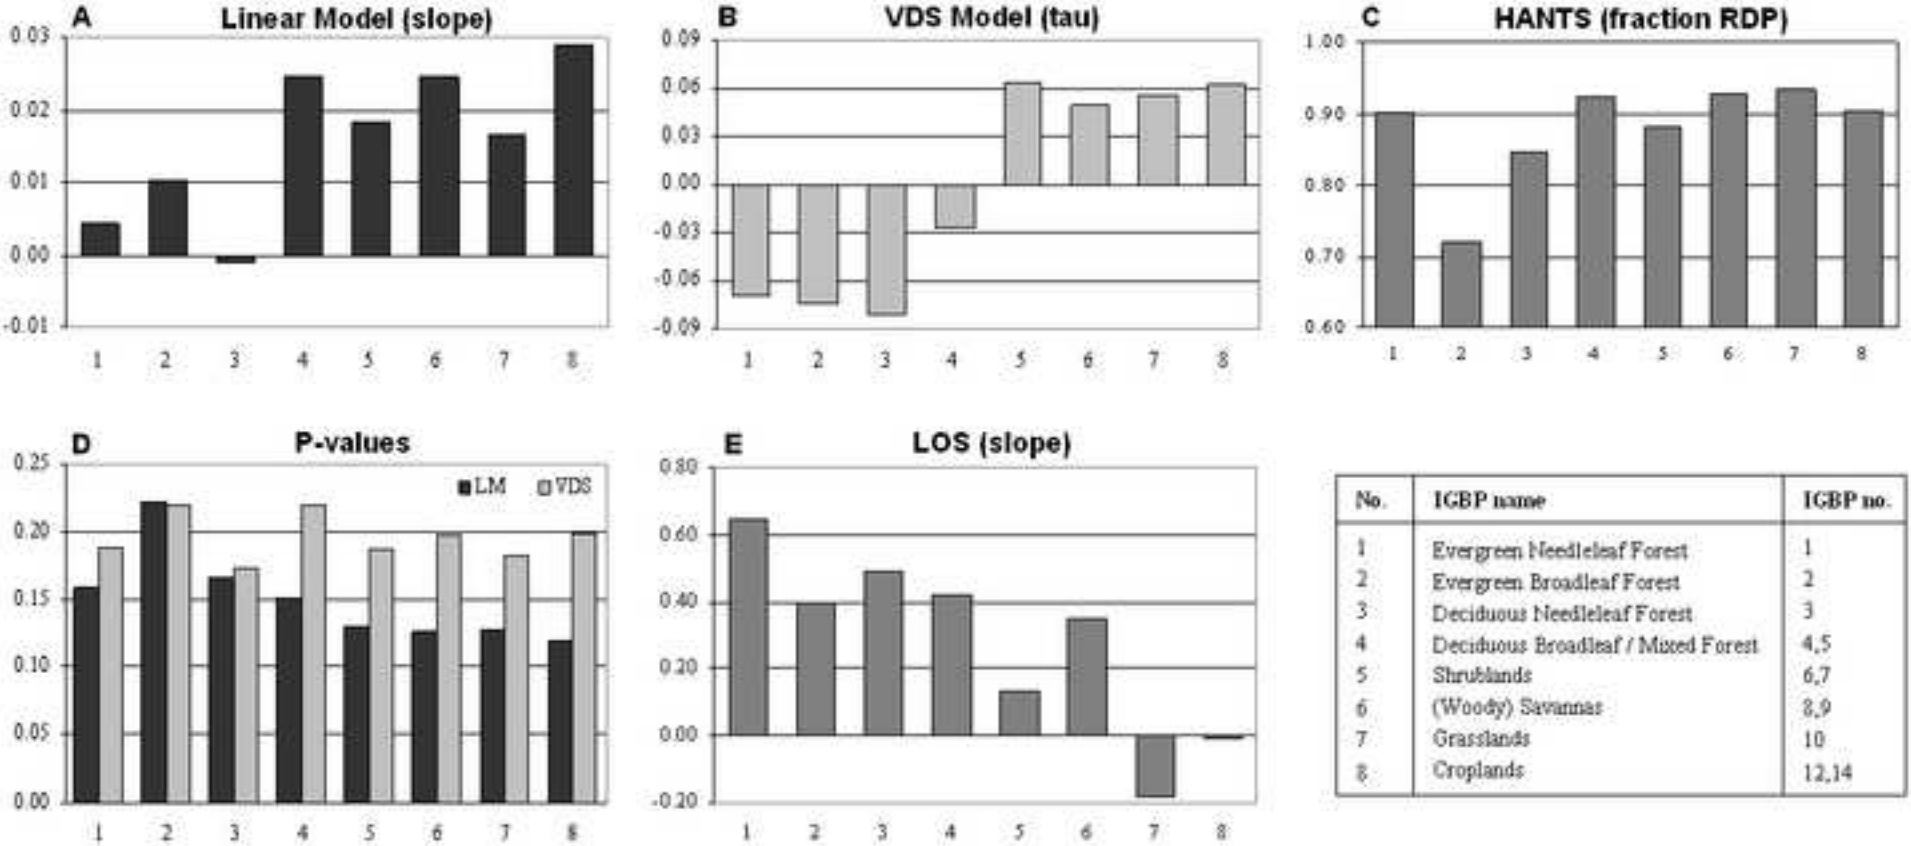 A Linear Model (slope)
0.03
0.02
0.01
0.00
-0.01
1 2 3 4 5 6 7 8
B VDS Model (tau)
0.09
0.06
0.03
0.00
-0.03
-0.06
-0.09
1 2 3 4 5 6 7 8
C HANTS (fraction RDP)
1.00
0.90
0.80
0.70
0.60
1 2 3 4 5 6 7 8
D P-values
LM VDS
0.25
0.20
0.15
0.10
0.05
0.00
1 2 3 4 5 6 7 8
E LOS (slope)
0.80
0.60
0.40
0.20
0.00
-0.20
1 2 3 4 5 6 7 8
No. IGBP name IGBP no.
1 Evergreen Needleleaf Forest 1
2 Evergreen Broadleaf Forest 2
3 Deciduous Needleleaf Forest 3
4 Deciduous Broadleaf / Mixed Forest 4,5
5 Shrublands 6,7
6 (Woody) Savannas 8,9
7 Grasslands 10
8 Croplands 12,14